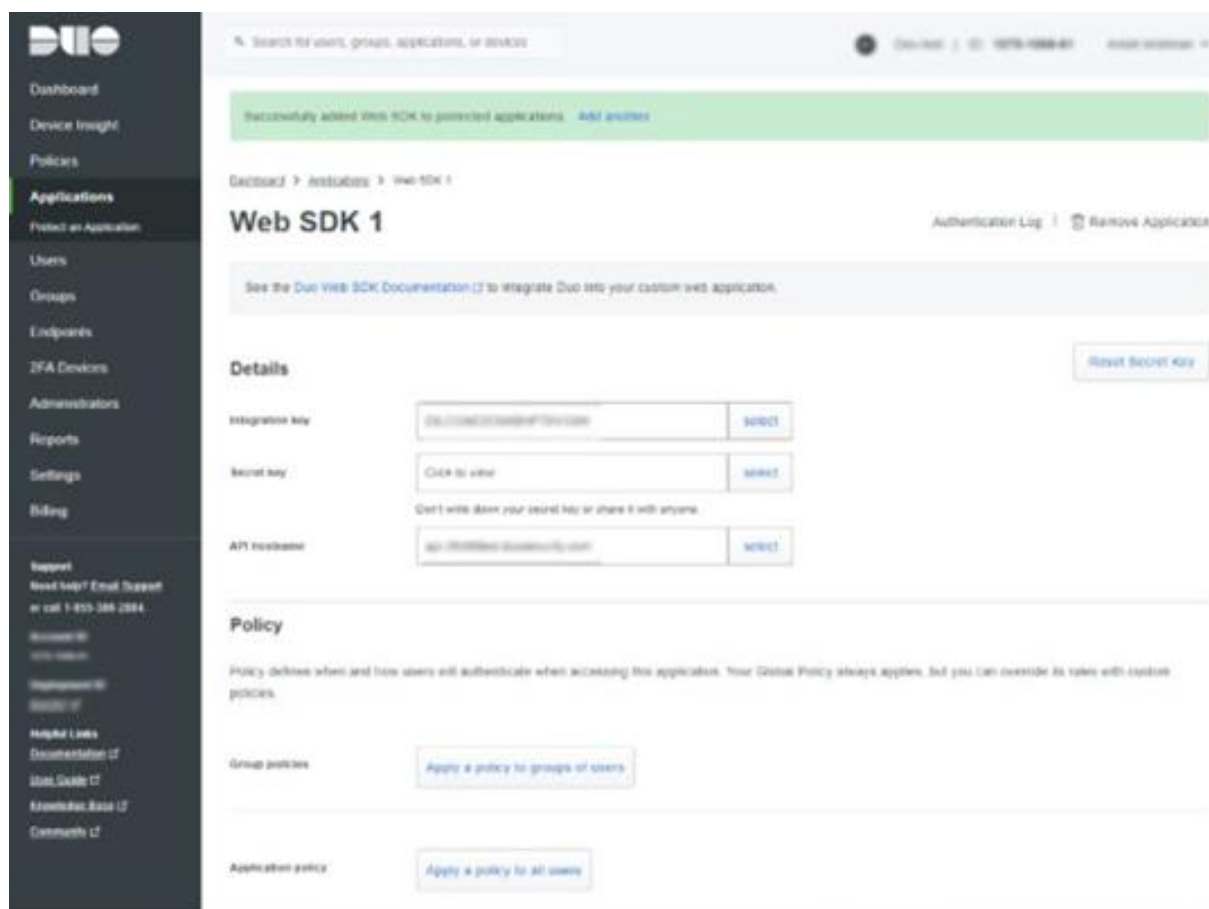 DUO
Search for users, groups, applications, or devices
Dashboard
Device Insight
Policies
Applications
Protect an Application
Users
Groups
Endpoints
2FA Devices
Administrators
Reports
Settings
Billing
Support
Need help? Email Support
or call 1-855-386-2884
Helpful Links
Documentation
User Guide
Knowledge Base
Community
Successfully added Web SDK to protected applications. Add another
Dashboard > Applications > Web SDK 1
Web SDK 1
Authentication Log | Remove Application
See the Duo Web SDK Documentation to integrate Duo into your custom web application.
Details
Reset Secret Key
Integration key
select
Secret key
Click to view
select
Don't write down your secret key or share it with anyone.
API hostname
select
Policy
Policy defines when and how users will authenticate when accessing this application. Your Global Policy always applies, but you can override its rules with custom
policies.
Group policies
Apply a policy to groups of users
Application policy
Apply a policy to all users